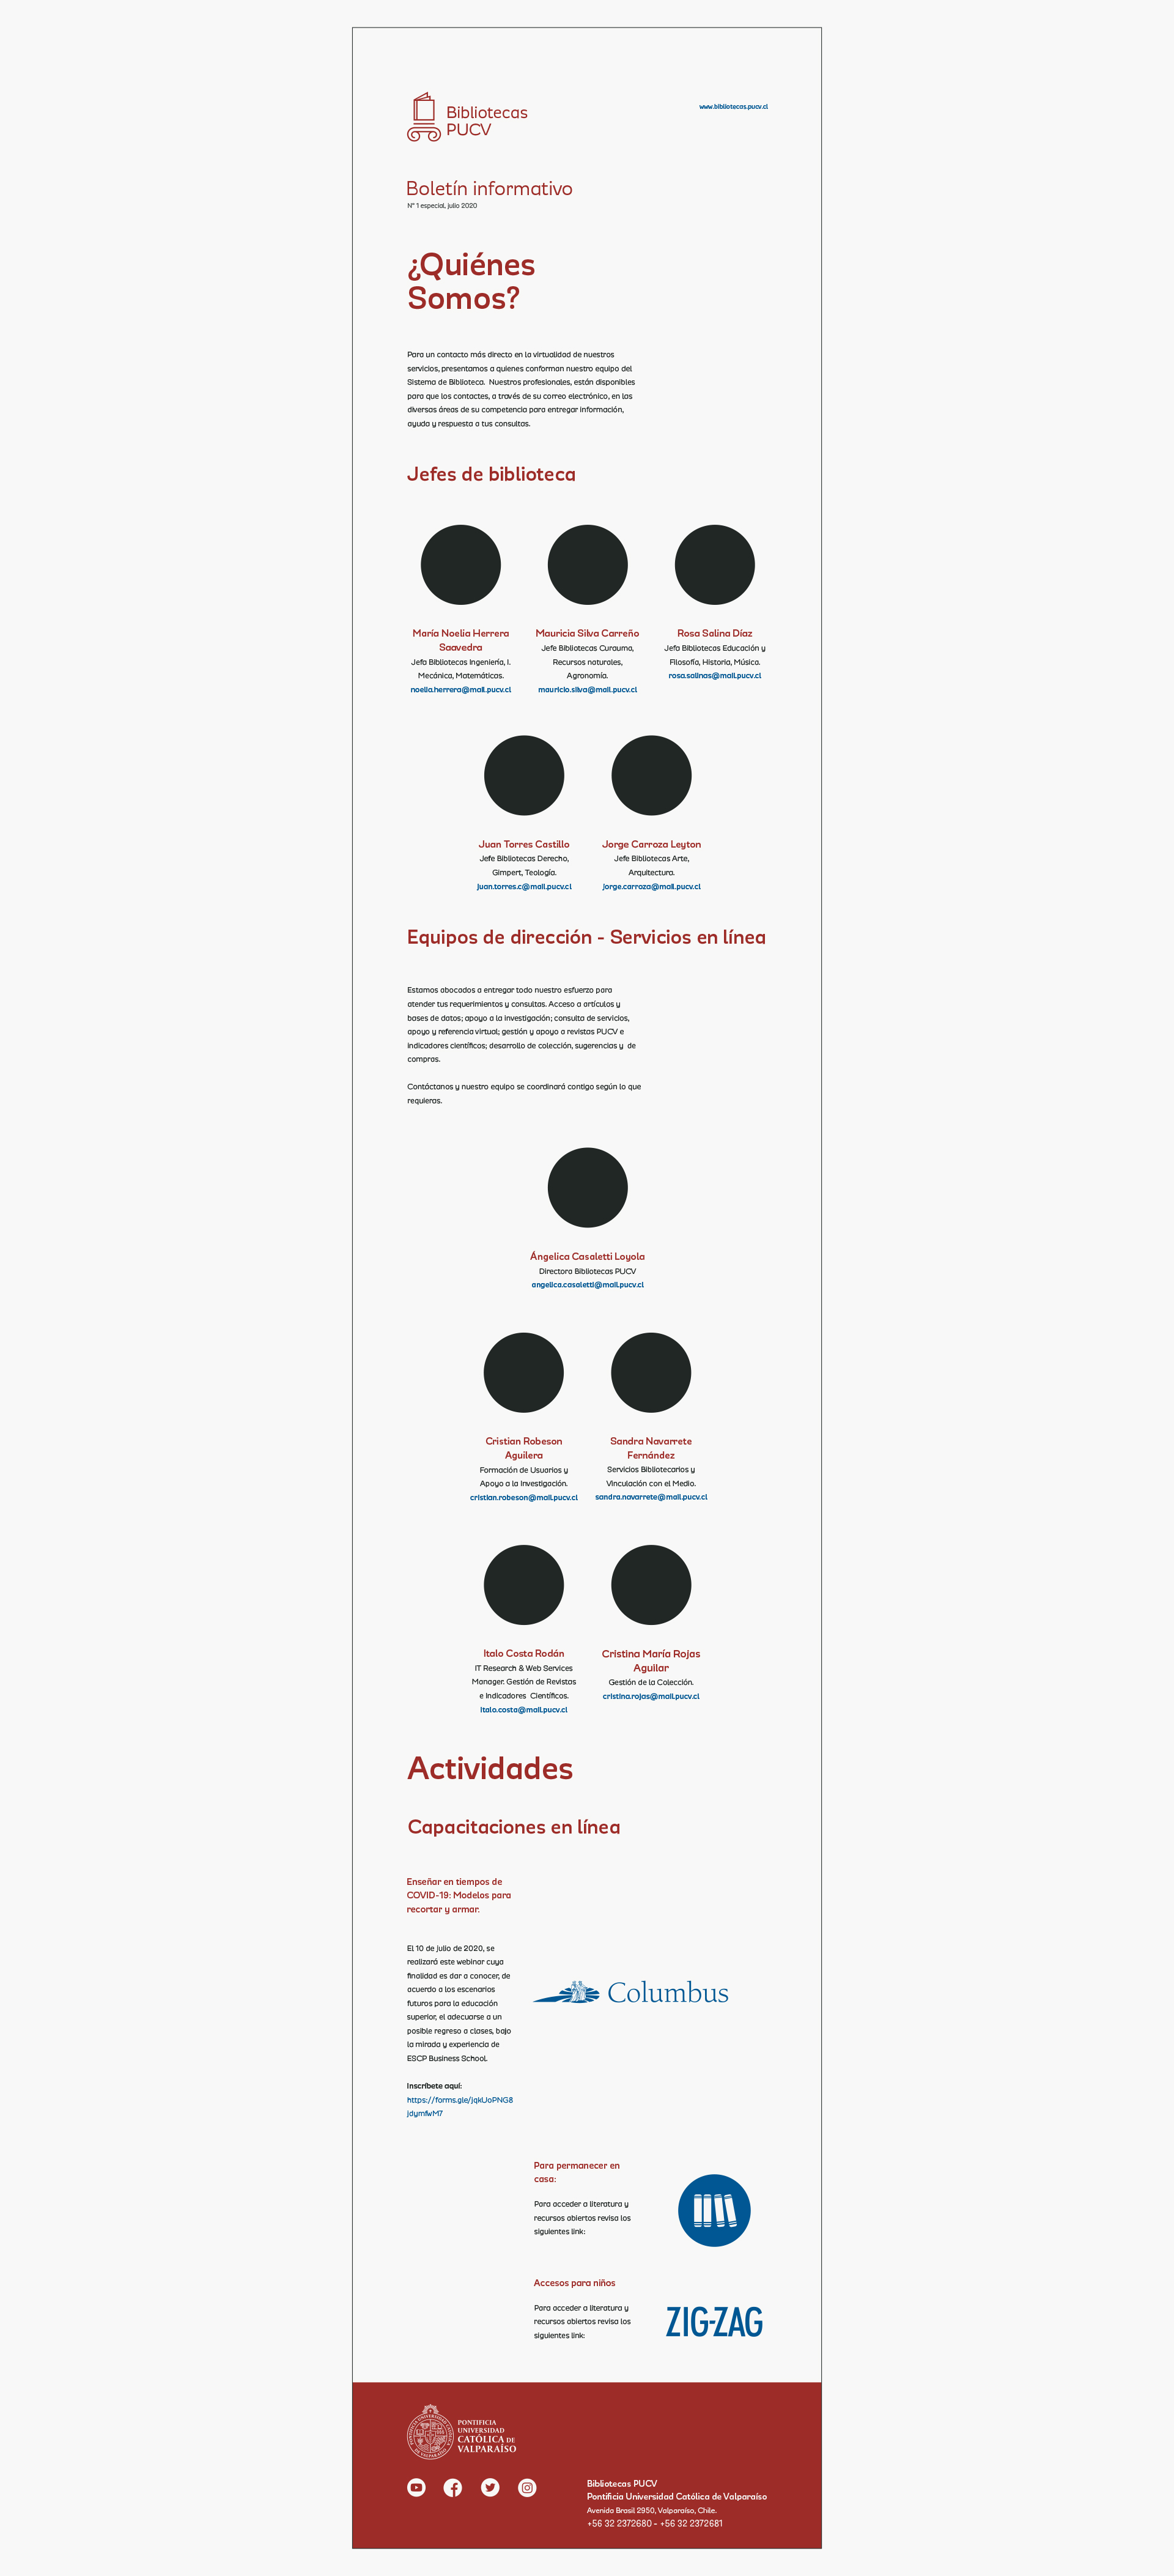 Bibliotecas
PUCV
www.bibliotecas.pucv.cl
Boletín informativo
N° 1 especial, julio 2020
¿Quiénes
Somos?
Para un contacto más directo en la virtualidad de nuestros
servicios, presentamos a quienes conforman nuestro equipo del
Sistema de Biblioteca. Nuestros profesionales, están disponibles
para que los contactes, a través de su correo electrónico, en las
diversas áreas de su competencia para entregar información,
ayuda y respuesta a tus consultas.
Jefes de biblioteca
María Noelia Herrera
Saavedra
Jefa Bibliotecas Ingeniería, I.
Mecánica, Matemáticas.
noelia.herrera@mail.pucv.cl
Mauricia Silva Carreño
Jefe Bibliotecas Curauma,
Recursos naturales,
Agronomía.
mauricio.silva@mail.pucv.cl
Rosa Salina Díaz
Jefa Bibliotecas Educación y
Filosofía, Historia, Música.
rosa.salinas@mail.pucv.cl
Juan Torres Castillo
Jefe Bibliotecas Derecho,
Gimpert, Teología.
juan.torres.c@mail.pucv.cl
Jorge Carroza Leyton
Jefe Bibliotecas Arte,
Arquitectura.
jorge.carroza@mail.pucv.cl
Equipos de dirección - Servicios en línea
Estamos abocados a entregar todo nuestro esfuerzo para
atender tus requerimientos y consultas. Acceso a artículos y
bases de datos; apoyo a la investigación; consulta de servicios,
apoyo y referencia virtual; gestión y apoyo a revistas PUCV e
indicadores científicos; desarrollo de colección, sugerencias y de
compras.
Contáctanos y nuestro equipo se coordinará contigo según lo que
requieras.
Ángelica Casaletti Loyola
Directora Bibliotecas PUCV
angelica.casaletti@mail.pucv.cl
Cristian Robeson
Aguilera
Formación de Usuarios y
Apoyo a la Investigación.
cristian.robeson@mail.pucv.cl
Sandra Navarrete
Fernández
Servicios Bibliotecarios y
Vinculación con el Medio.
sandra.navarrete@mail.pucv.cl
Italo Costa Rodán
IT Research & Web Services
Manager. Gestión de Revistas
e Indicadores Científicos.
italo.costa@mail.pucv.cl
Cristina María Rojas
Aguilar
Gestión de la Colección.
cristina.rojas@mail.pucv.cl
Actividades
Capacitaciones en línea
Enseñar en tiempos de
COVID-19: Modelos para
recortar y armar.
El 10 de julio de 2020, se
realizará este webinar cuya
finalidad es dar a conocer, de
acuerdo a los escenarios
futuros para la educación
superior, el adecuarse a un
posible regreso a clases, bajo
la mirada y experiencia de
ESCP Business School.
Inscríbete aquí:
https://forms.gle/jqkUoPNG8
jdymfwM7
Columbus
Para permanecer en
casa:
Para acceder a literatura y
recursos abiertos revisa los
siguientes link:
Accesos para niños
Para acceder a literatura y
recursos abiertos revisa los
siguientes link:
ZIG-ZAG
PONTIFICIA
UNIVERSIDAD
CATÓLICA DE
VALPARAÍSO
Bibliotecas PUCV
Pontificia Universidad Católica de Valparaíso
Avenida Brasil 2950, Valparaíso, Chile.
+56 32 2372680 - +56 32 2372681